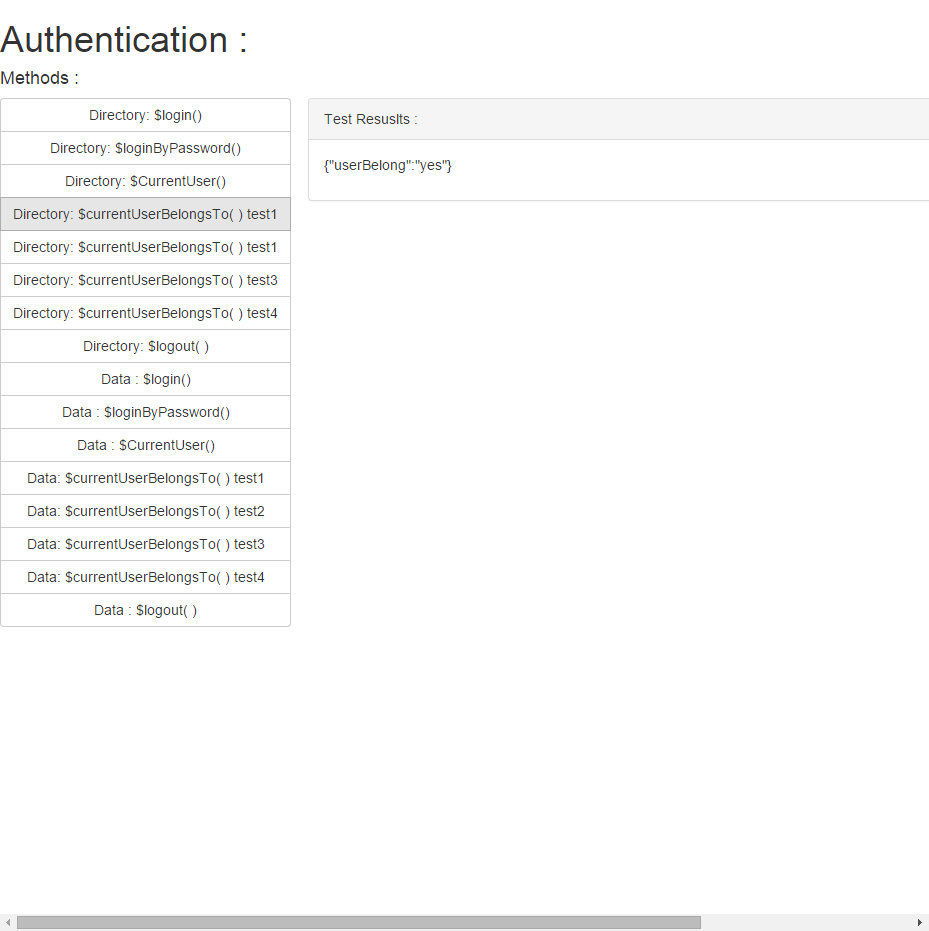 Authentication :
Methods :
Directory: $login()
Directory: $loginByPassword()
Directory: $CurrentUser()
Directory: $currentUserBelongsTo( ) test1
Directory: $currentUserBelongsTo( ) test1
Directory: $currentUserBelongsTo( ) test3
Directory: $currentUserBelongsTo( ) test4
Directory: $logout( )
Data : $login()
Data : $loginByPassword()
Data : $CurrentUser()
Data: $currentUserBelongsTo( ) test1
Data: $currentUserBelongsTo( ) test2
Data: $currentUserBelongsTo( ) test3
Data: $currentUserBelongsTo( ) test4
Data : $logout( )
Test Resuslts :
{"userBelong":"yes"}